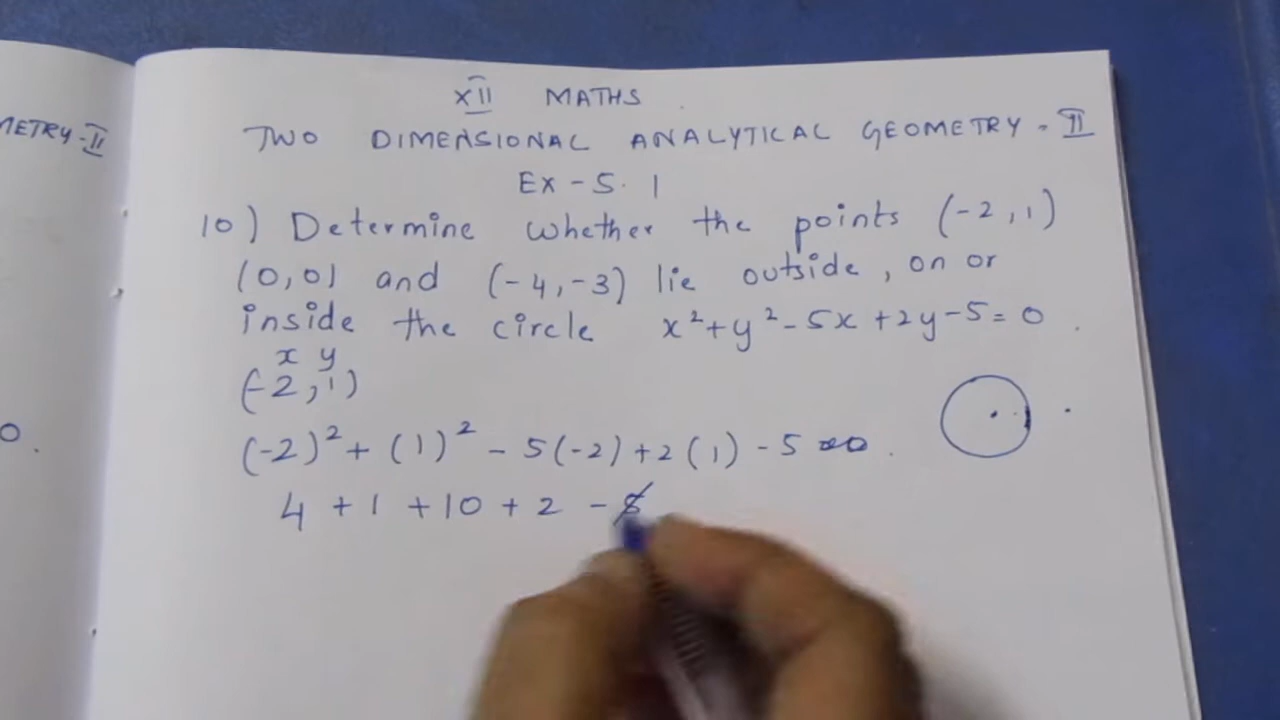 XII MATHS
METRY-II
TWO DIMENSIONAL ANALYTICAL GEOMETRY - II
Ex - 5.1
10) Determine whether the points (-2,1)
(0,0) and (-4,-3) lie outside, on or
inside the circle x²+y²-5x+2y-5=0.
x y
(-2,1)
0.
(-2)²+(1)²-5(-2)+2(1)-5 =0.
4+1+10+2-5